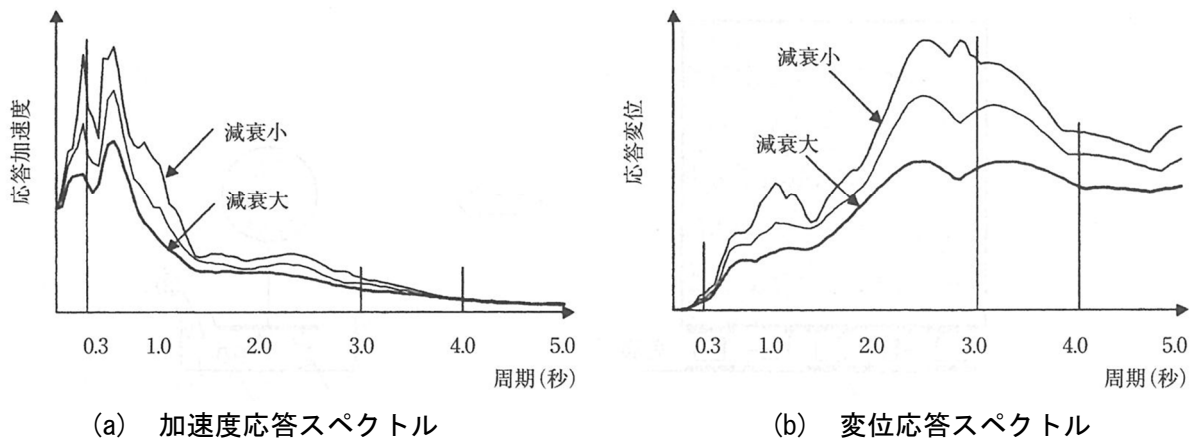 応答加速度
減衰小
減衰大
0.3 1.0 2.0 3.0 4.0 5.0
周期(秒)
(a) 加速度応答スペクトル
応答変位
減衰小
減衰大
0.3 1.0 2.0 3.0 4.0 5.0
周期(秒)
(b) 変位応答スペクトル